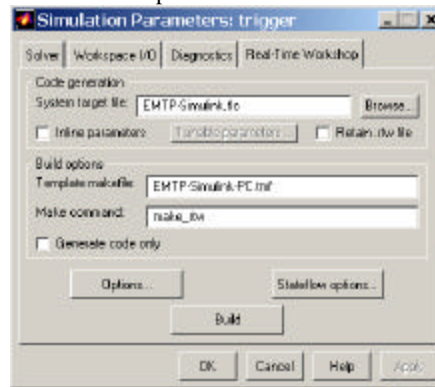 Simulation Parameters: trigger
Solver Workspace I/O Diagnostics Real-Time Workshop
Code generation
System target file: EMTP-Simulink.tlc Browse...
Inline parameters Tunable parameters... Retain .rtw file
Build options
Template makefile: EMTP-Simulink-PC.tmf
Make command: make_rtw
Generate code only
Options... Stateflow options...
Build
OK Cancel Help Apply